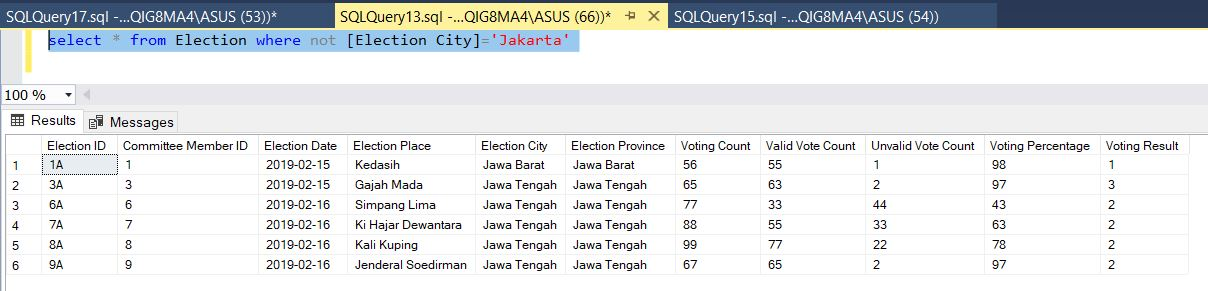 SQLQuery17.sql -...QIG8MA4\ASUS (53))* SQLQuery13.sql -...QIG8MA4\ASUS (66))* SQLQuery15.sql -...QIG8MA4\ASUS (54))
select * from Election where not [Election City]='Jakarta'
100 %
Results Messages
Election ID Committee Member ID Election Date Election Place Election City Election Province Voting Count Valid Vote Count Unvalid Vote Count Voting Percentage Voting Result
1 1A 1 2019-02-15 Kedasih Jawa Barat Jawa Barat 56 55 1 98 1
2 3A 3 2019-02-15 Gajah Mada Jawa Tengah Jawa Tengah 65 63 2 97 3
3 6A 6 2019-02-16 Simpang Lima Jawa Tengah Jawa Tengah 77 33 44 43 2
4 7A 7 2019-02-16 Ki Hajar Dewantara Jawa Tengah Jawa Tengah 88 55 33 63 2
5 8A 8 2019-02-16 Kali Kuping Jawa Tengah Jawa Tengah 99 77 22 78 2
6 9A 9 2019-02-16 Jenderal Soedirman Jawa Tengah Jawa Tengah 67 65 2 97 2